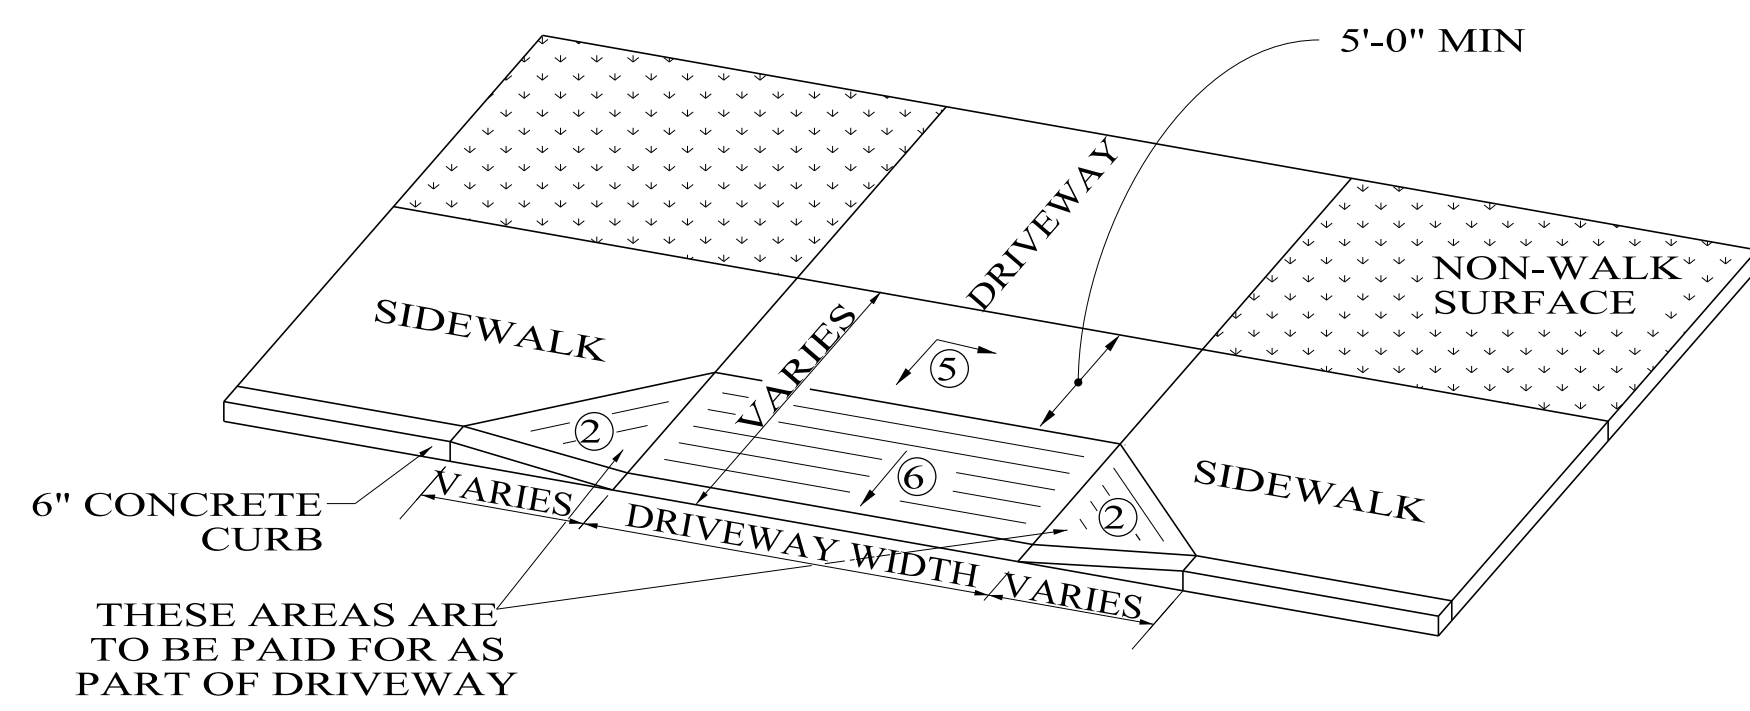 5'-0" MIN
DRIVEWAY
NON-WALK
SURFACE
SIDEWALK
VARIES
5
2
6
SIDEWALK
2
6" CONCRETE
CURB
VARIES
DRIVEWAY WIDTH
VARIES
THESE AREAS ARE
TO BE PAID FOR AS
PART OF DRIVEWAY